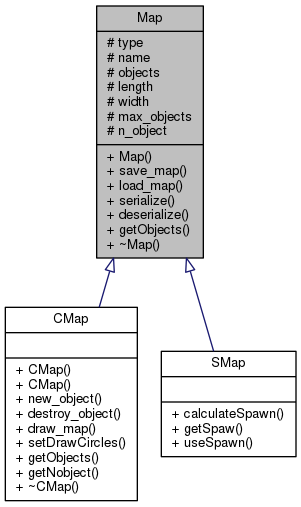 Map
# type
# name
# objects
# length
# width
# max_objects
# n_object
+ Map()
+ save_map()
+ load_map()
+ serialize()
+ deserialize()
+ getObjects()
+ ~Map()
CMap
+ CMap()
+ CMap()
+ new_object()
+ destroy_object()
+ draw_map()
+ setDrawCircles()
+ getObjects()
+ getNobject()
+ ~CMap()
SMap
+ calculateSpawn()
+ getSpaw()
+ useSpawn()